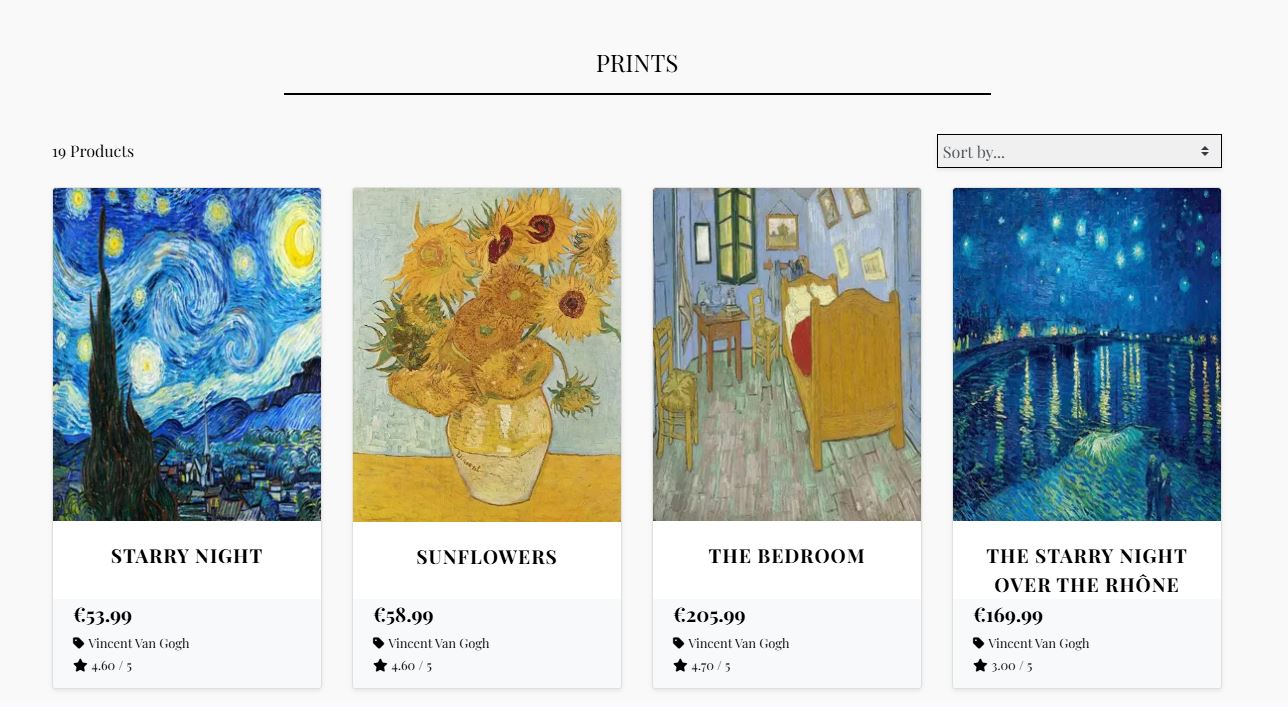 PRINTS
19 Products
Sort by...
STARRY NIGHT
€53.99
Vincent Van Gogh
4.60 / 5
SUNFLOWERS
€58.99
Vincent Van Gogh
4.60 / 5
THE BEDROOM
€205.99
Vincent Van Gogh
4.70 / 5
THE STARRY NIGHT
OVER THE RHÔNE
€169.99
Vincent Van Gogh
3.00 / 5
Vincent